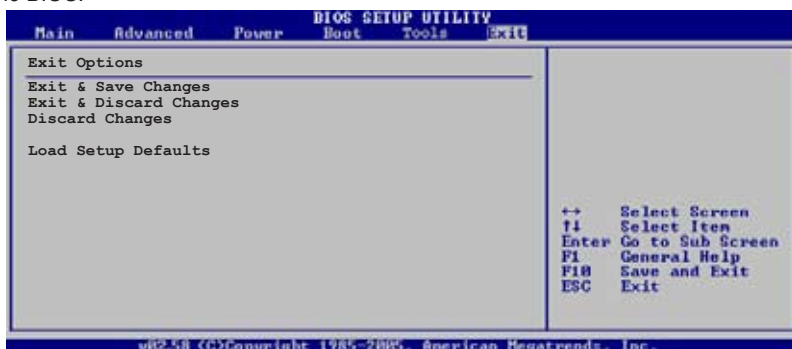 BIOS SETUP UTILITY
Main Advanced Power Boot Tools Exit
Exit Options
Exit & Save Changes
Exit & Discard Changes
Discard Changes
Load Setup Defaults
↔ Select Screen
↑↓ Select Item
Enter Go to Sub Screen
F1 General Help
F10 Save and Exit
ESC Exit
v02.58 (C)Copyright 1985-2005, American Megatrends, Inc.